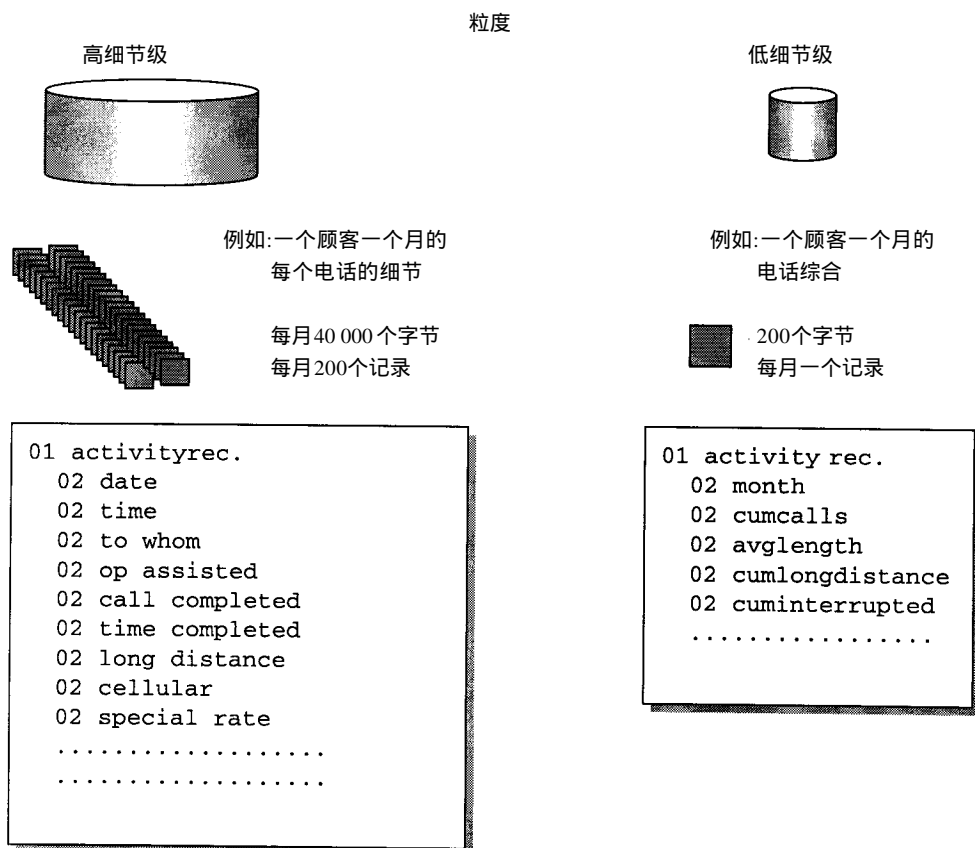 粒度
高细节级
例如:一个顾客一个月的
每个电话的细节
每月40 000个字节
每月200个记录
01 activityrec.
02 date
02 time
02 to whom
02 op assisted
02 call completed
02 time completed
02 long distance
02 cellular
02 special rate
...................
...................
低细节级
例如:一个顾客一个月的
电话综合
200个字节
每月一个记录
01 activity rec.
02 month
02 cumcalls
02 avglength
02 cumlongdistance
02 cuminterrupted
.................